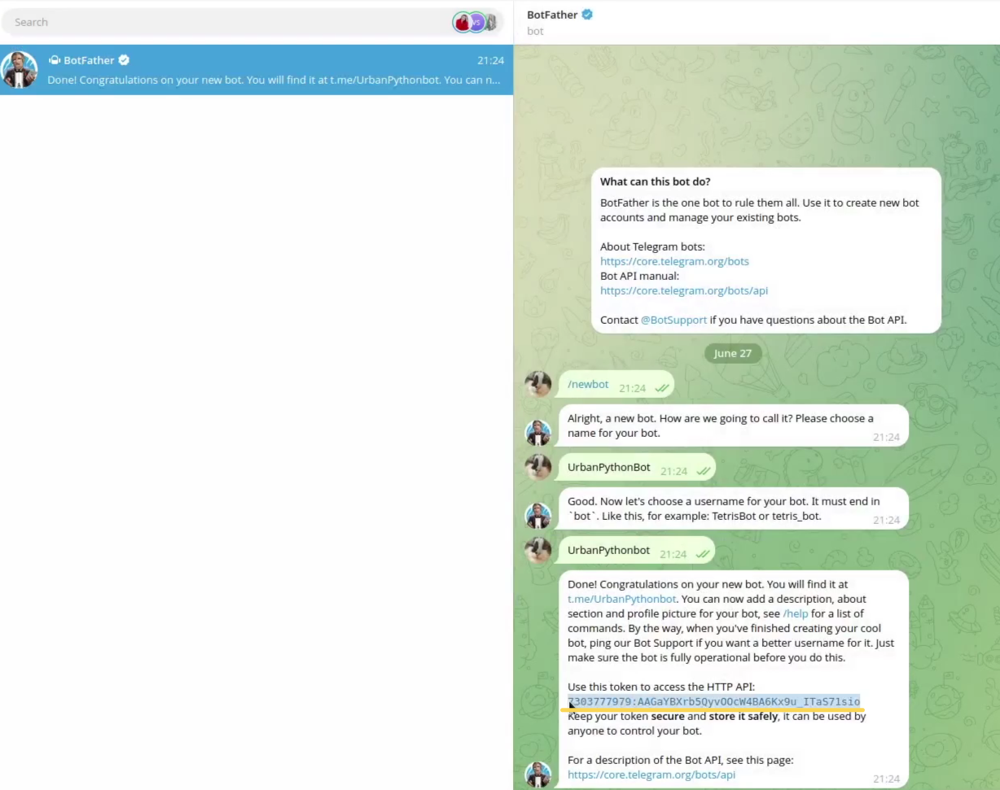 Search
VS
BotFather
21:24
Done! Congratulations on your new bot. You will find it at t.me/UrbanPythonbot. You can n...
BotFather
bot
What can this bot do?
BotFather is the one bot to rule them all. Use it to create new bot
accounts and manage your existing bots.
About Telegram bots:
https://core.telegram.org/bots
Bot API manual:
https://core.telegram.org/bots/api
Contact @BotSupport if you have questions about the Bot API.
June 27
/newbot 21:24
Alright, a new bot. How are we going to call it? Please choose a
name for your bot.
21:24
UrbanPythonBot 21:24
Good. Now let's choose a username for your bot. It must end in
`bot`. Like this, for example: TetrisBot or tetris_bot.
21:24
UrbanPythonbot 21:24
Done! Congratulations on your new bot. You will find it at
t.me/UrbanPythonbot. You can now add a description, about
section and profile picture for your bot, see /help for a list of
commands. By the way, when you've finished creating your cool
bot, ping our Bot Support if you want a better username for it. Just
make sure the bot is fully operational before you do this.
Use this token to access the HTTP API:
7303777979:AAGaYBXrb5QyvOOcW4BA6Kx9u_ITaS71sio
Keep your token secure and store it safely, it can be used by
anyone to control your bot.
For a description of the Bot API, see this page:
https://core.telegram.org/bots/api
21:24